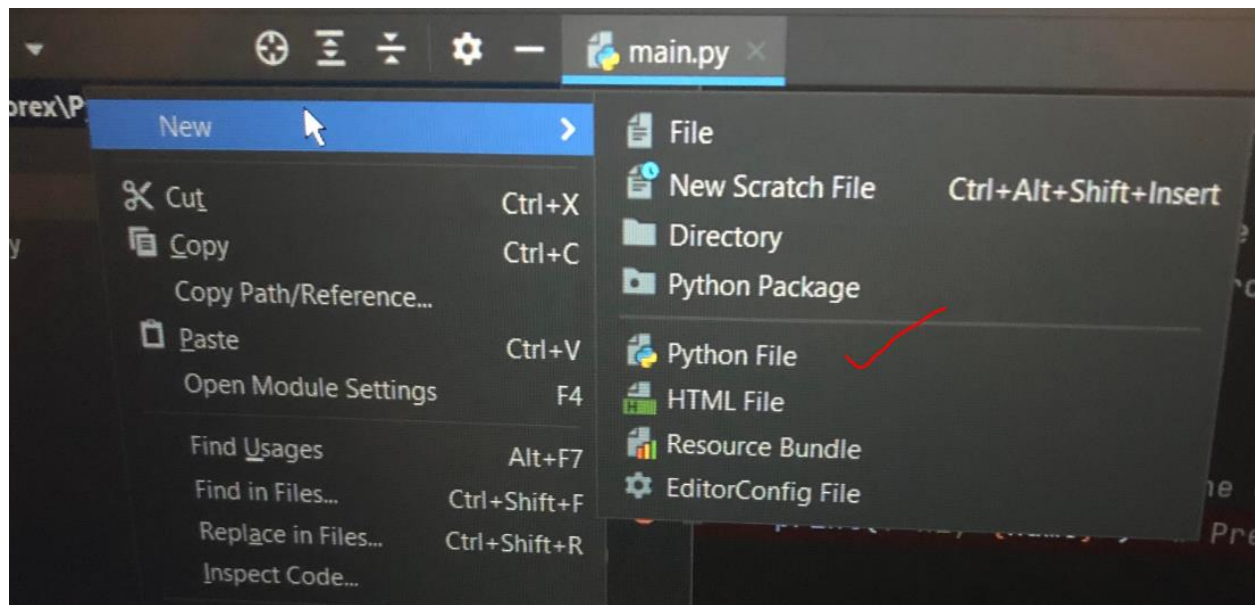 main.py
orex\P
New
File
New Scratch File Ctrl+Alt+Shift+Insert
Directory
Python Package
Python File
HTML File
Resource Bundle
EditorConfig File
Cut Ctrl+X
Copy Ctrl+C
Copy Path/Reference...
Paste Ctrl+V
Open Module Settings F4
Find Usages Alt+F7
Find in Files... Ctrl+Shift+F
Replace in Files... Ctrl+Shift+R
Inspect Code...